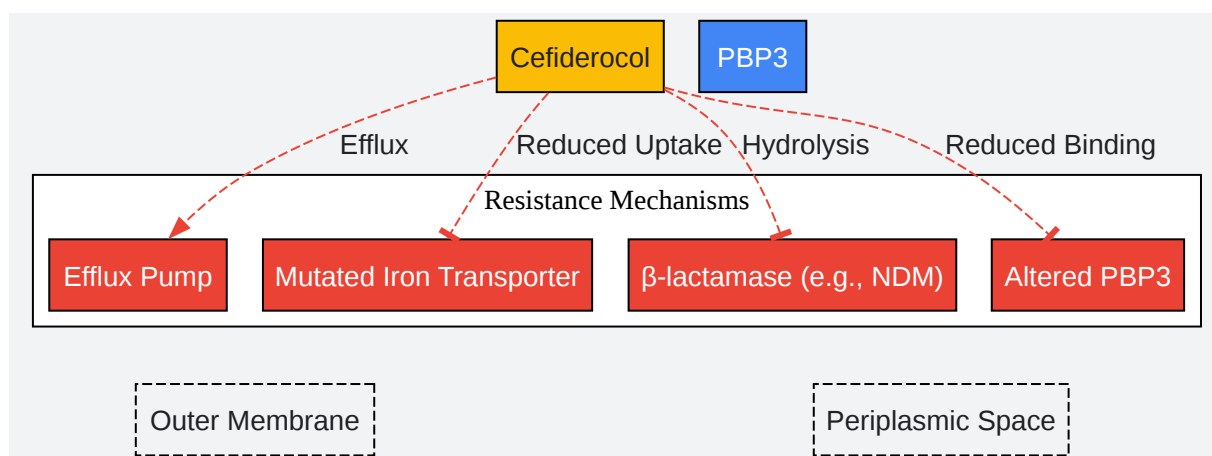 Cefiderocol
PBP3
Efflux
Reduced Uptake
Hydrolysis
Reduced Binding
Resistance Mechanisms
Efflux Pump
Mutated Iron Transporter
β-lactamase (e.g., NDM)
Altered PBP3
Outer Membrane
Periplasmic Space